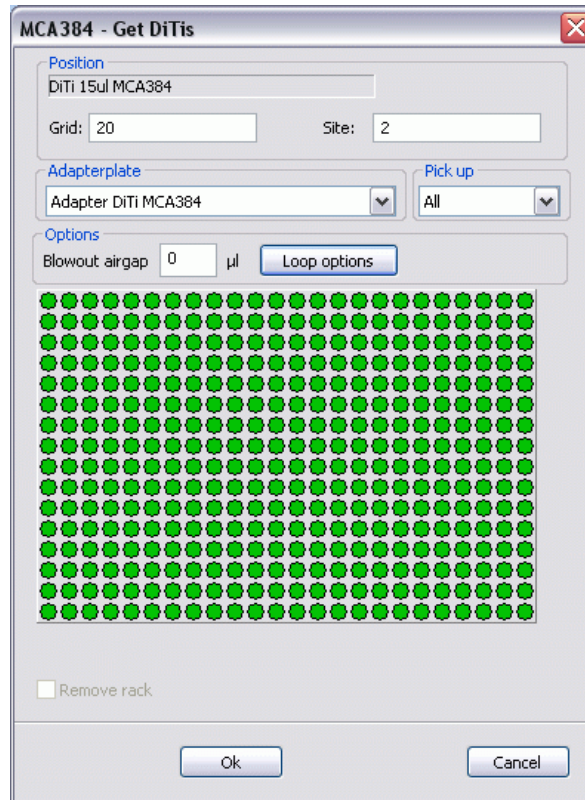 MCA384 - Get DiTis
Position
DiTi 15ul MCA384
Grid: 20 Site: 2
Adapterplate Pick up
Adapter DiTi MCA384 All
Options
Blowout airgap 0 µl Loop options
Remove rack
Ok Cancel